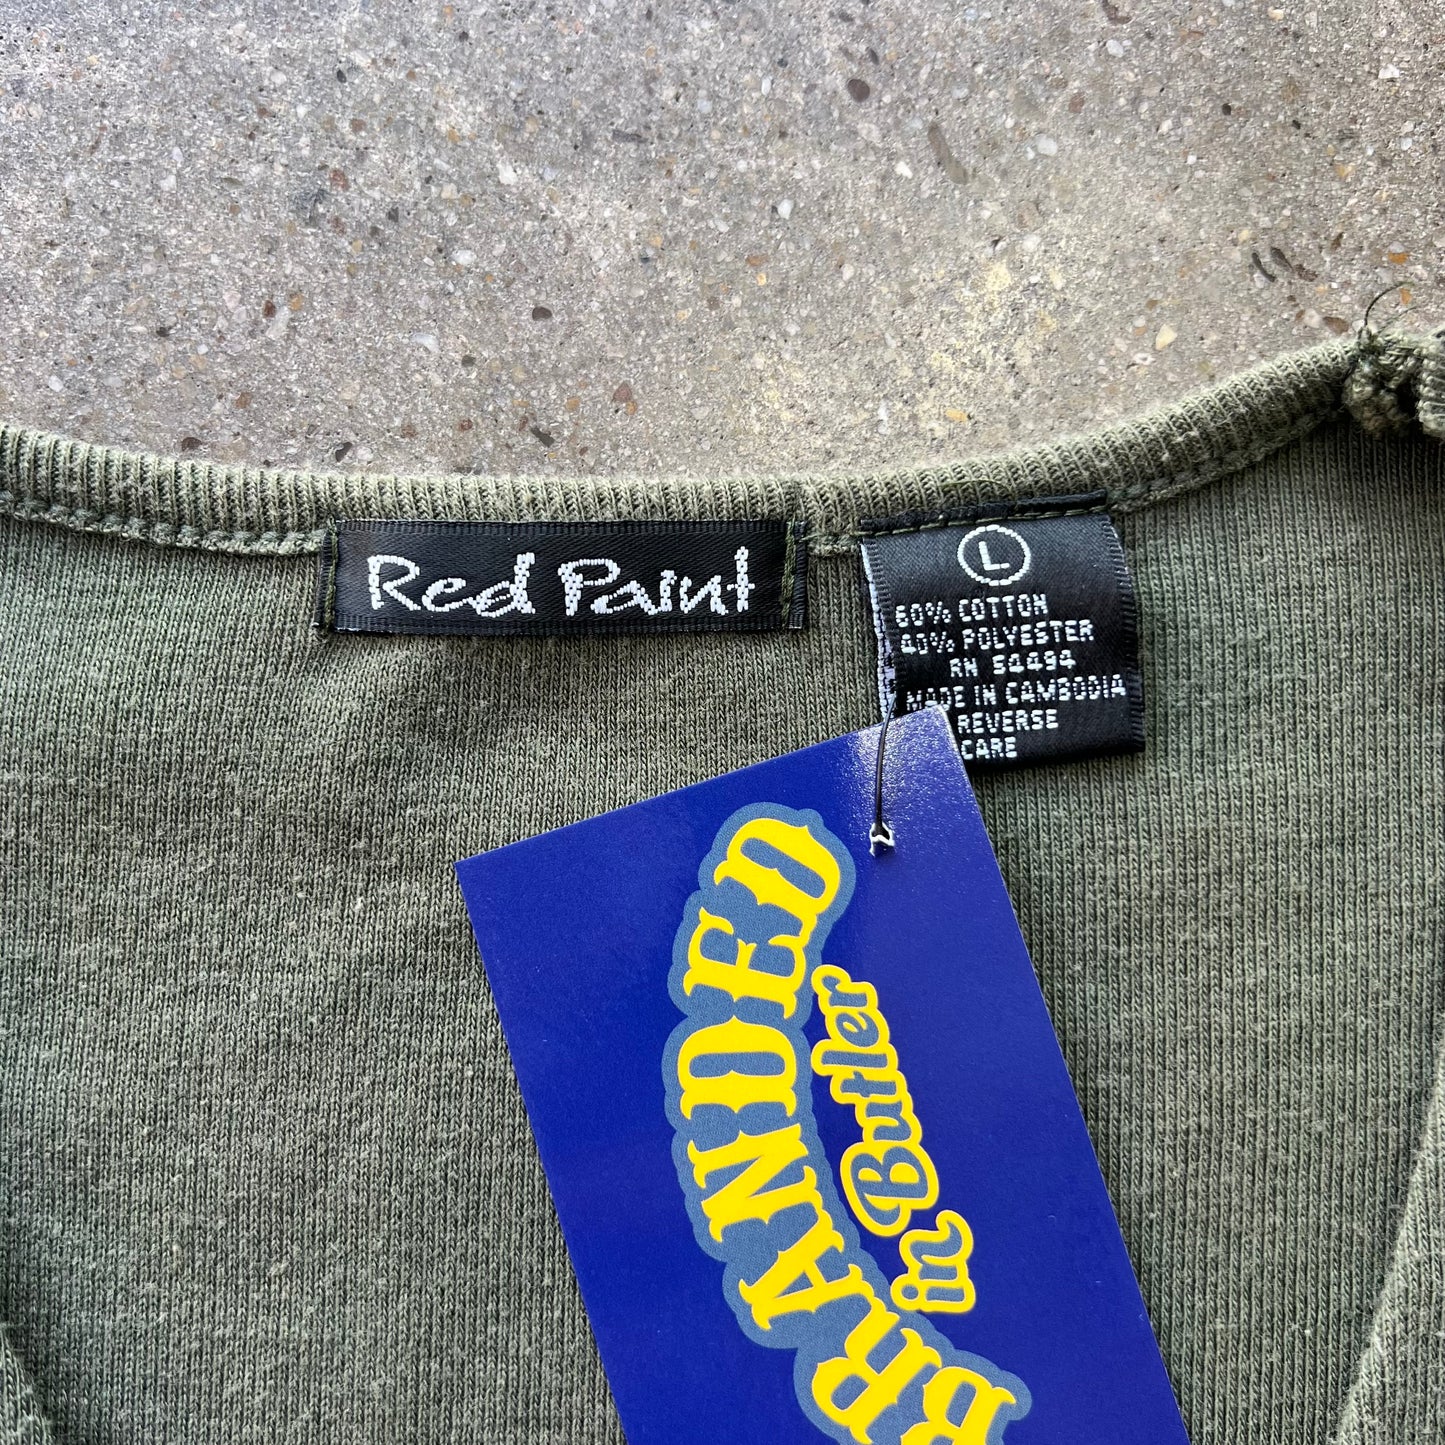 Red Paint
L
60% COTTON
40% POLYESTER
RN 54494
MADE IN CAMBODIA
REVERSE
CARE
BRANDED
in Butler
B